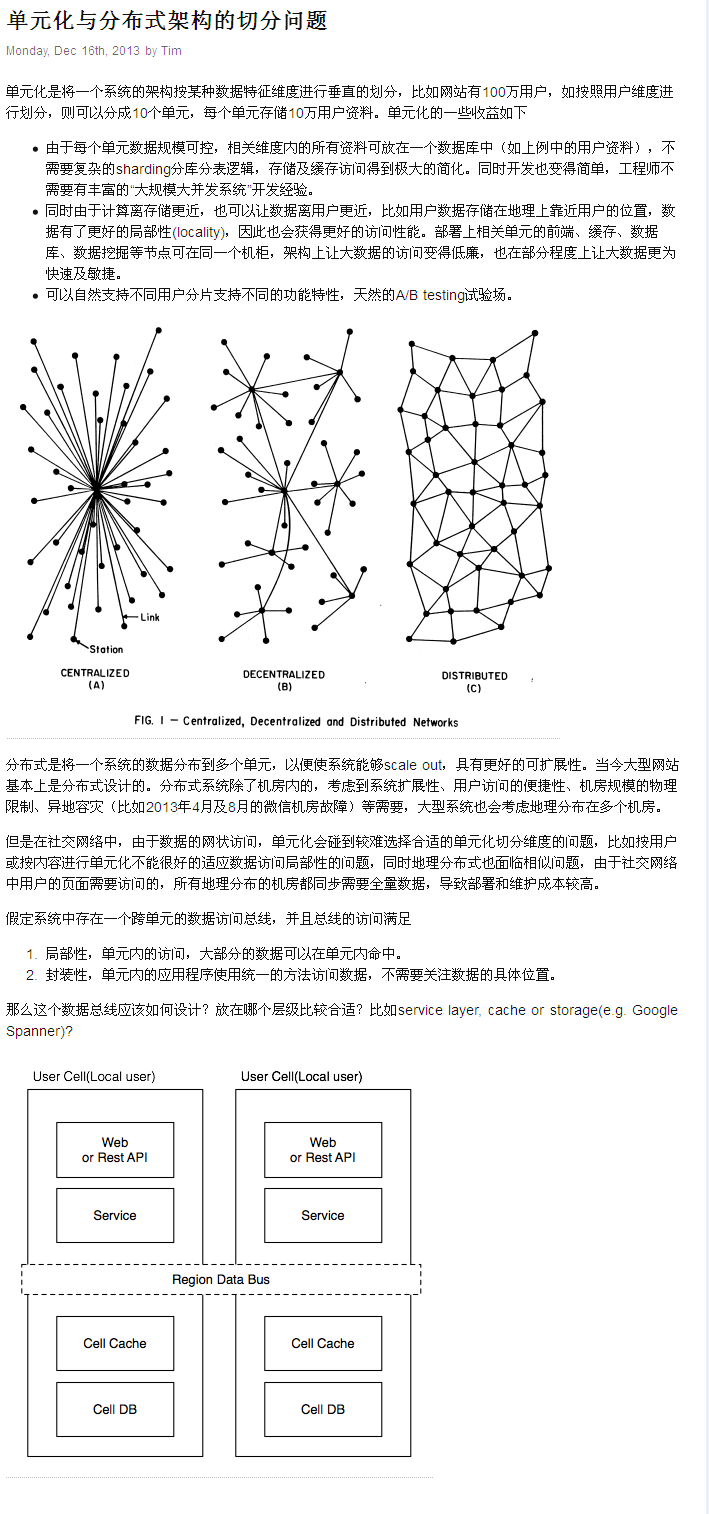 单元化与分布式架构的切分问题
Monday, Dec 16th, 2013 by Tim
单元化是将一个系统的架构按某种数据特征维度进行垂直的划分，比如网站有100万用户，如按照用户维度进
行划分，则可以分成10个单元，每个单元存储10万用户资料。单元化的一些收益如下
由于每个单元数据规模可控，相关维度内的所有资料可放在一个数据库中（如上例中的用户资料），不
需要复杂的sharding分库分表逻辑，存储及缓存访问得到极大的简化。同时开发也变得简单，工程师不
需要有丰富的“大规模大并发系统”开发经验。
同时由于计算离存储更近，也可以让数据离用户更近，比如用户数据存储在地理上靠近用户的位置，数
据有了更好的局部性(locality)，因此也会获得更好的访问性能。部署上相关单元的前端、缓存、数据
库、数据挖掘等节点可在同一个机柜，架构上让大数据的访问变得低廉，也在部分程度上让大数据更为
快速及敏捷。
可以自然支持不同用户分片支持不同的功能特性，天然的A/B testing试验场。
Link
Station
CENTRALIZED
(A)
DECENTRALIZED
(B)
DISTRIBUTED
(C)
FIG. I — Centralized, Decentralized and Distributed Networks
分布式是将一个系统的数据分布到多个单元，以便使系统能够scale out，具有更好的可扩展性。当今大型网站
基本上是分布式设计的。分布式系统除了机房内的，考虑到系统扩展性、用户访问的便捷性、机房规模的物理
限制、异地容灾（比如2013年4月及8月的微信机房故障）等需要，大型系统也会考虑地理分布在多个机房。
但是在社交网络中，由于数据的网状访问，单元化会碰到较难选择合适的单元化切分维度的问题，比如按用户
或按内容进行单元化不能很好的适应数据访问局部性的问题，同时地理分布式也面临相似问题，由于社交网络
中用户的页面需要访问的，所有地理分布的机房都同步需要全量数据，导致部署和维护成本较高。
假定系统中存在一个跨单元的数据访问总线，并且总线的访问满足
1. 局部性，单元内的访问，大部分的数据可以在单元内命中。
2. 封装性，单元内的应用程序使用统一的方法访问数据，不需要关注数据的具体位置。
那么这个数据总线应该如何设计？放在哪个层级比较合适？比如service layer, cache or storage(e.g. Google
Spanner)?
User Cell(Local user)
User Cell(Local user)
Web
or Rest API
Web
or Rest API
Service
Service
Region Data Bus
Cell Cache
Cell Cache
Cell DB
Cell DB